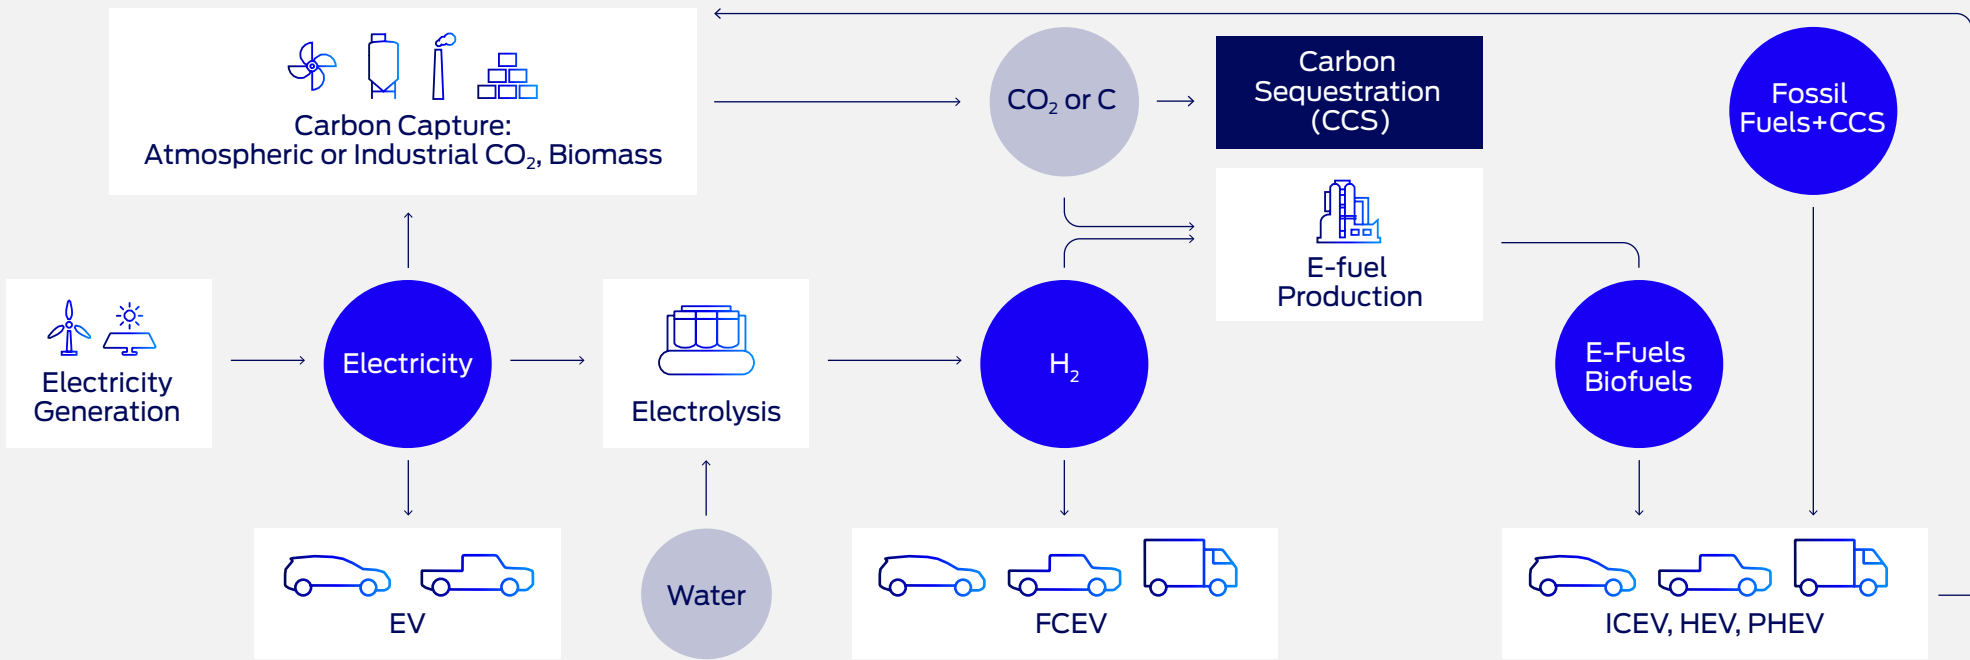 Carbon Capture:
Atmospheric or Industrial CO₂, Biomass
CO₂ or C
Carbon
Sequestration
(CCS)
Fossil
Fuels+CCS
E-fuel
Production
Electricity
Generation
Electricity
Electrolysis
H₂
E-Fuels
Biofuels
EV
Water
FCEV
ICEV, HEV, PHEV